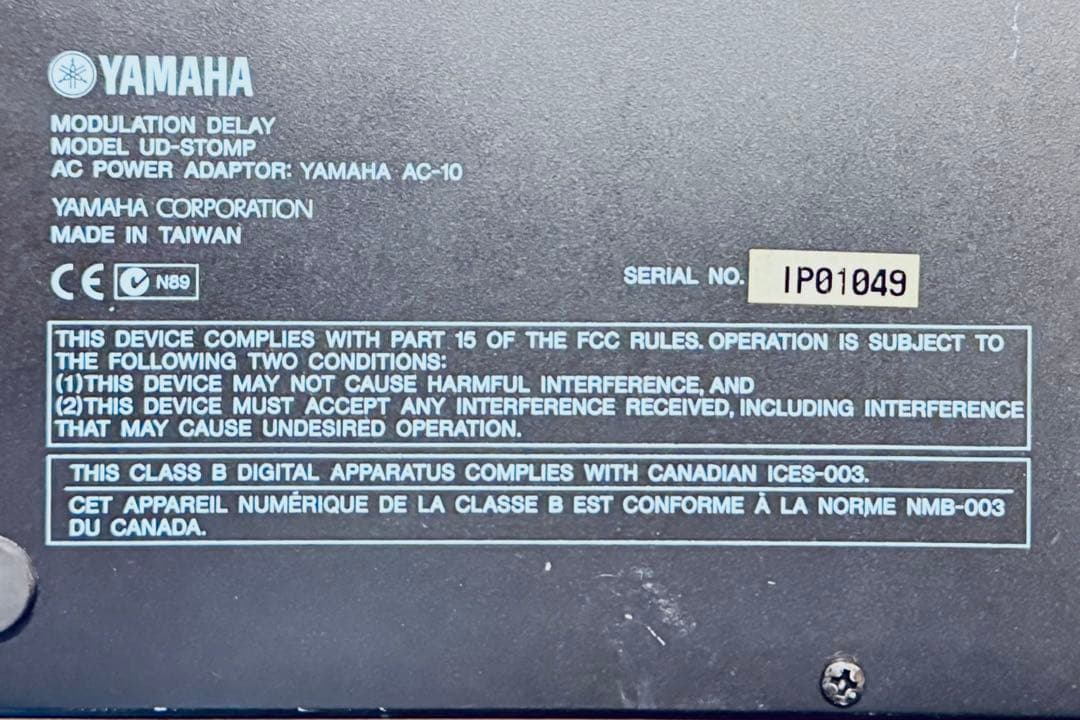 YAMAHA
MODULATION DELAY
MODEL UD-STOMP
AC POWER ADAPTOR: YAMAHA AC-10
YAMAHA CORPORATION
MADE IN TAIWAN
CE N89
SERIAL NO. IP01049
THIS DEVICE COMPLIES WITH PART 15 OF THE FCC RULES. OPERATION IS SUBJECT TO
THE FOLLOWING TWO CONDITIONS:
(1)THIS DEVICE MAY NOT CAUSE HARMFUL INTERFERENCE, AND
(2)THIS DEVICE MUST ACCEPT ANY INTERFERENCE RECEIVED, INCLUDING INTERFERENCE
THAT MAY CAUSE UNDESIRED OPERATION.
THIS CLASS B DIGITAL APPARATUS COMPLIES WITH CANADIAN ICES-003.
CET APPAREIL NUMÉRIQUE DE LA CLASSE B EST CONFORME À LA NORME NMB-003
DU CANADA.